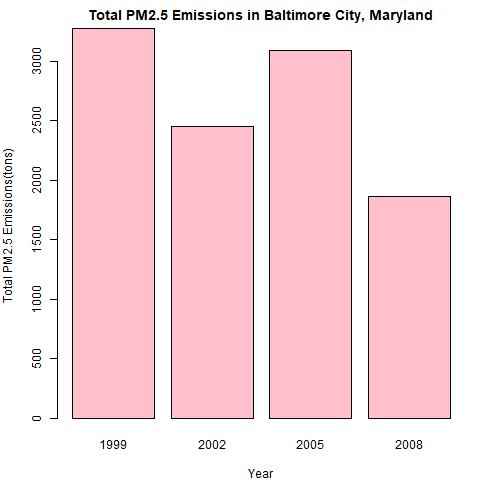 Total PM2.5 Emissions in Baltimore City, Maryland
Total PM2.5 Emissions(tons)
3000
2500
2000
1500
1000
500
0
1999 2002 2005 2008
Year